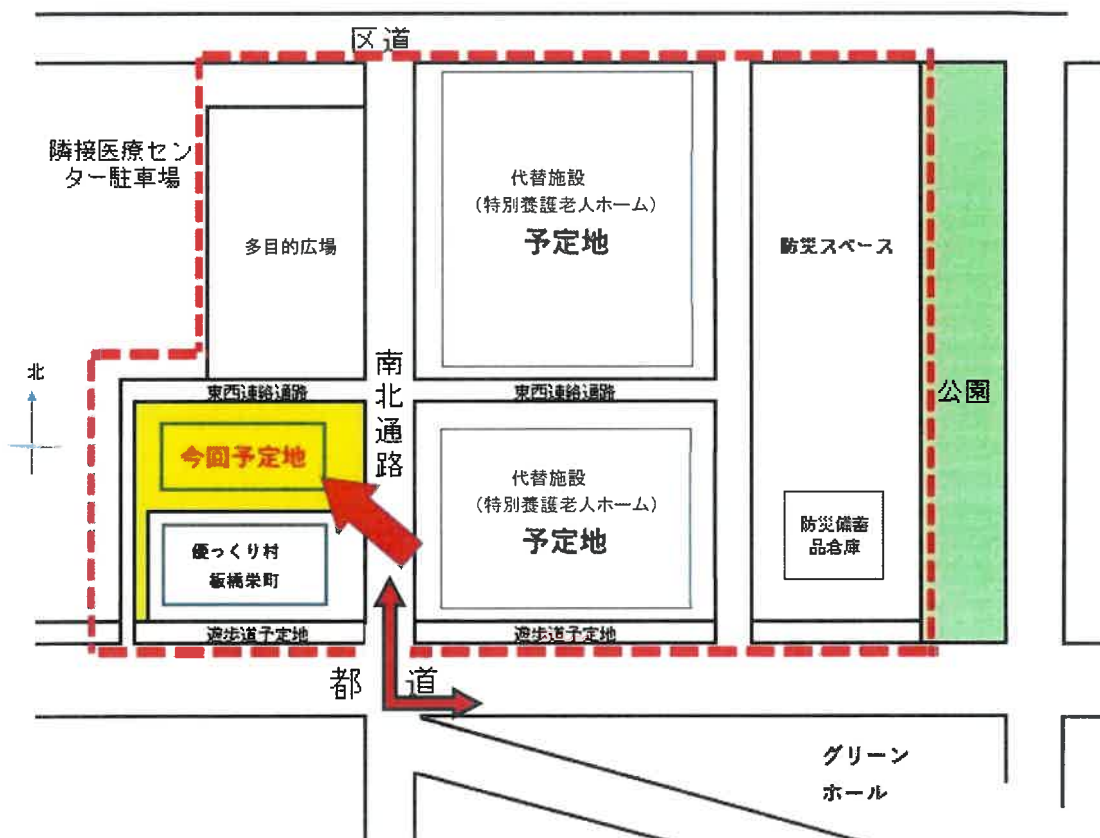 区道
隣接医療セン
ター駐車場
代替施設
(特別養護老人ホーム)
予定地
多目的広場
防災スペース
北
南北通路
東西連絡通路
東西連絡通路
公園
今回予定地
代替施設
(特別養護老人ホーム)
予定地
防災備蓄
品倉庫
優っくり村
板橋栄町
遊歩道予定地
遊歩道予定地
都道
グリーン
ホール